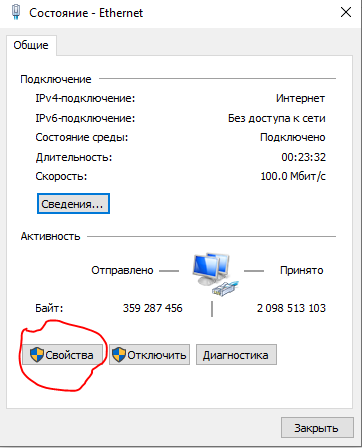 Состояние - Ethernet
Общие
Подключение
IPv4-подключение: Интернет
IPv6-подключение: Без доступа к сети
Состояние среды: Подключено
Длительность: 00:23:32
Скорость: 100.0 Мбит/с
Сведения...
Активность
Отправлено Принято
Байт: 359 287 456 2 098 513 103
Свойства Отключить Диагностика
Закрыть